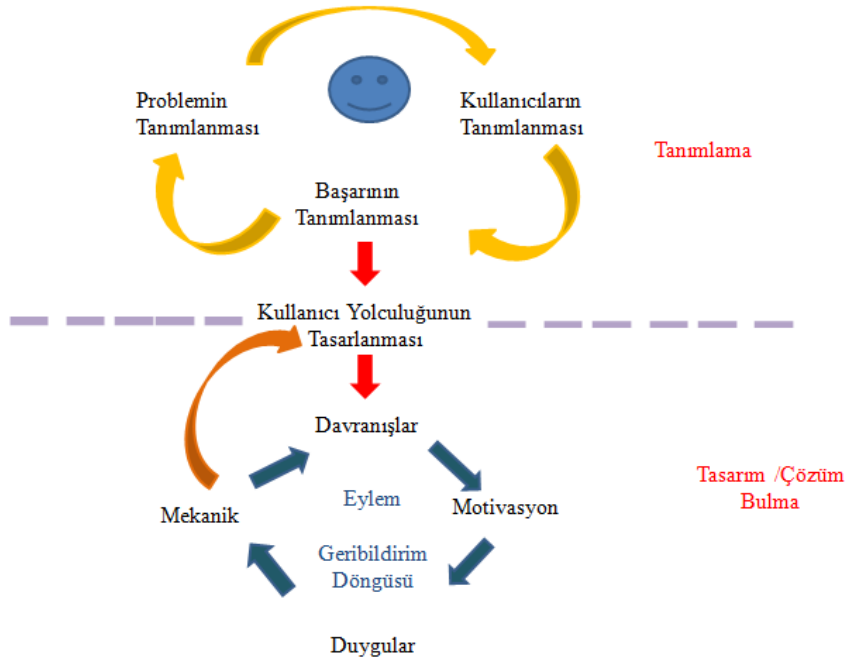 Problemin
Tanımlanması
Kullanıcıların
Tanımlanması
Tanımlama
Başarının
Tanımlanması
Kullanıcı Yolculuğunun
Tasarlanması
Davranışlar
Eylem
Mekanik
Motivasyon
Tasarım /Çözüm
Bulma
Geribildirim
Döngüsü
Duygular